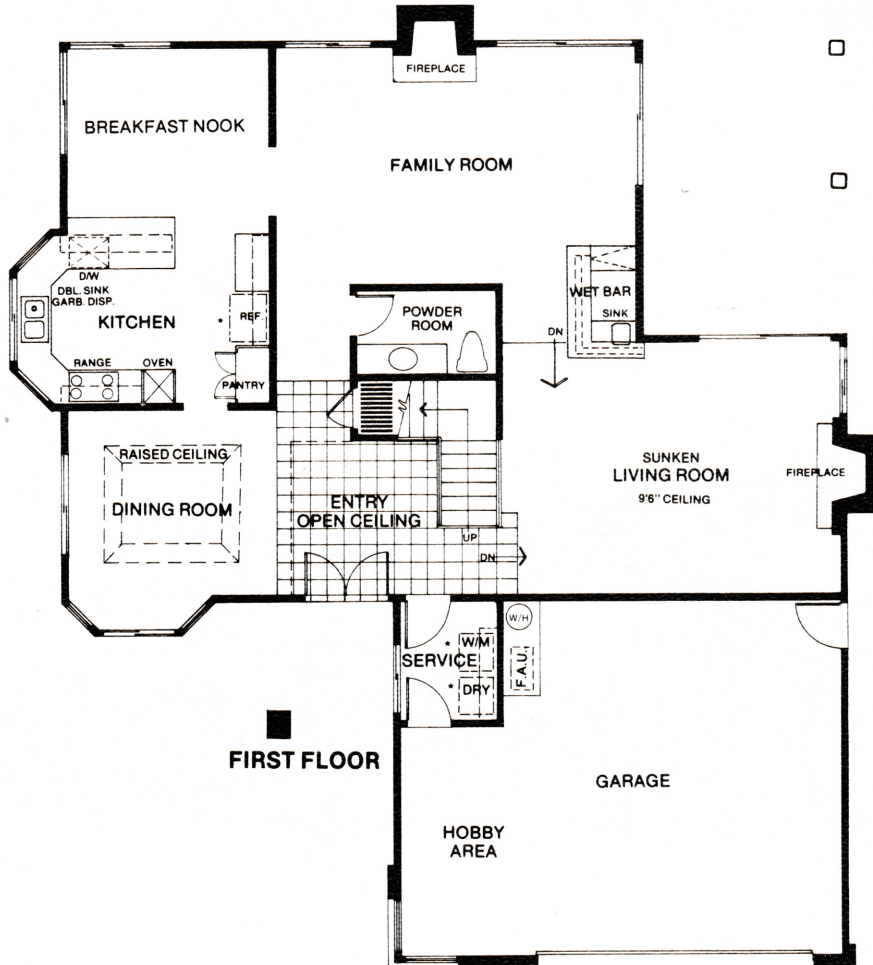 FIREPLACE
BREAKFAST NOOK
FAMILY ROOM
D/W
DBL. SINK
GARB. DISP.
KITCHEN
*
REF.
RANGE
OVEN
PANTRY
POWDER
ROOM
WET BAR
SINK
DN
RAISED CEILING
DINING ROOM
ENTRY
OPEN CEILING
UP
DN
SUNKEN
LIVING ROOM
9'6" CEILING
FIREPLACE
W/H
* W/M
SERVICE
* DRY
F.A.U.
FIRST FLOOR
GARAGE
HOBBY
AREA